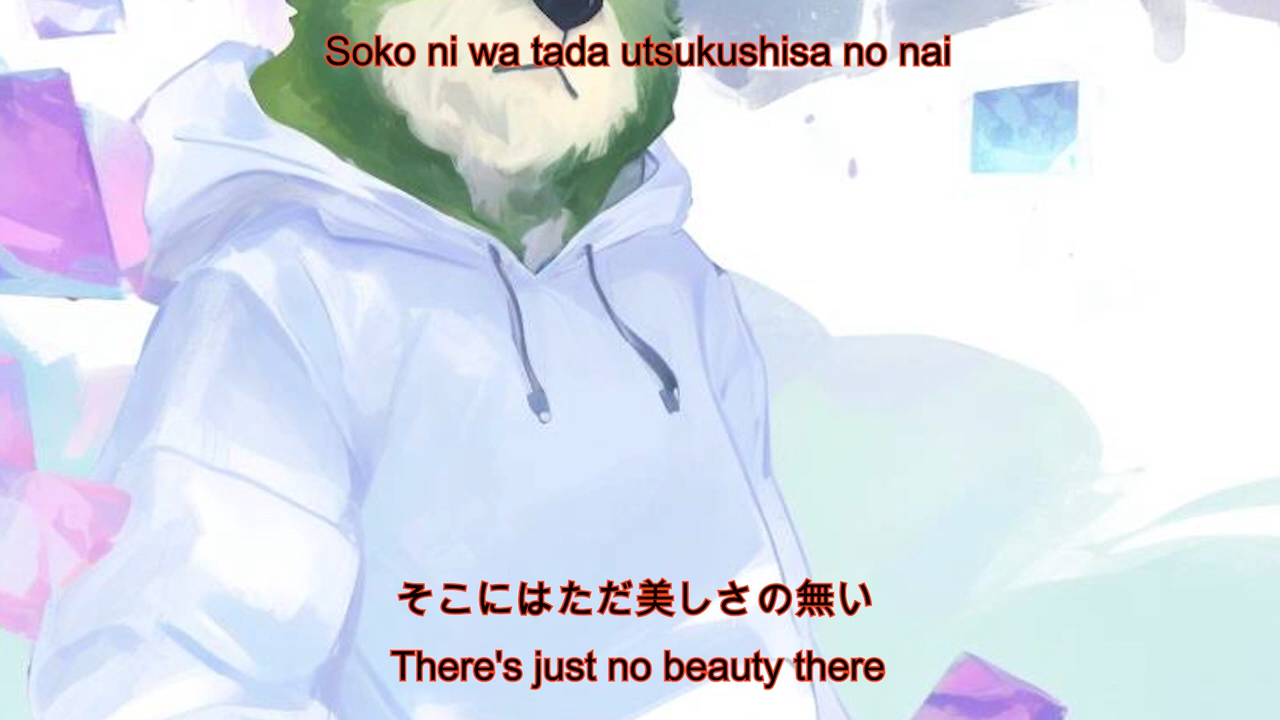 Soko ni wa tada utsukushisa no nai
そこにはただ美しさの無い
There's just no beauty there